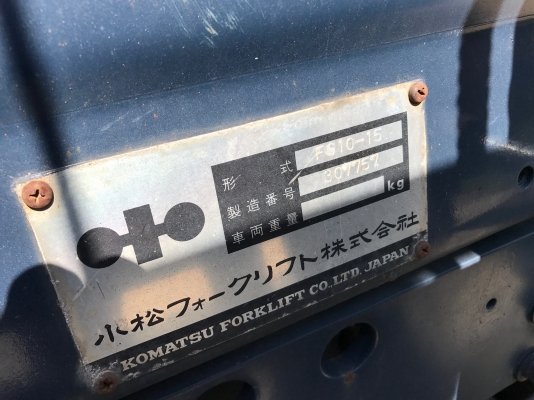 形式 FG10-15
製造番号 307757
車両重量 kg
小松フォークリフト株式会社
KOMATSU FORKLIFT CO.,LTD. JAPAN